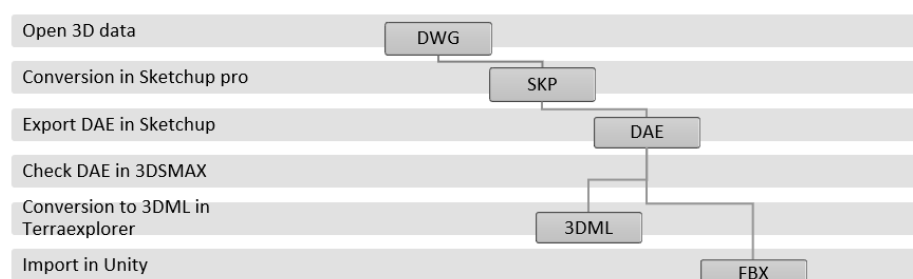 Open 3D data
DWG
Conversion in Sketchup pro
SKP
Export DAE in Sketchup
DAE
Check DAE in 3DSMAX
Conversion to 3DML in
Terraexplorer
3DML
Import in Unity
FBX